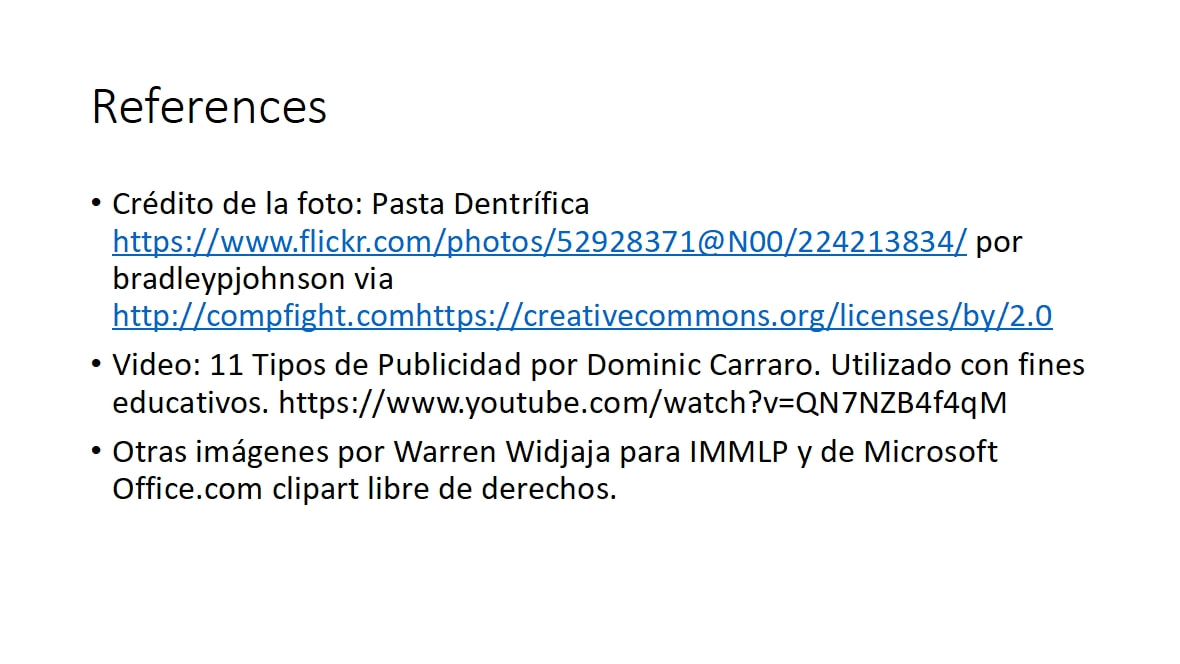 References
• Crédito de la foto: Pasta Dentrífica
https://www.flickr.com/photos/52928371@N00/224213834/ por
bradleypjohnson via
http://compfight.comhttps://creativecommons.org/licenses/by/2.0
• Video: 11 Tipos de Publicidad por Dominic Carraro. Utilizado con fines
educativos. https://www.youtube.com/watch?v=QN7NZB4f4qM
• Otras imágenes por Warren Widjaja para IMMLP y de Microsoft
Office.com clipart libre de derechos.